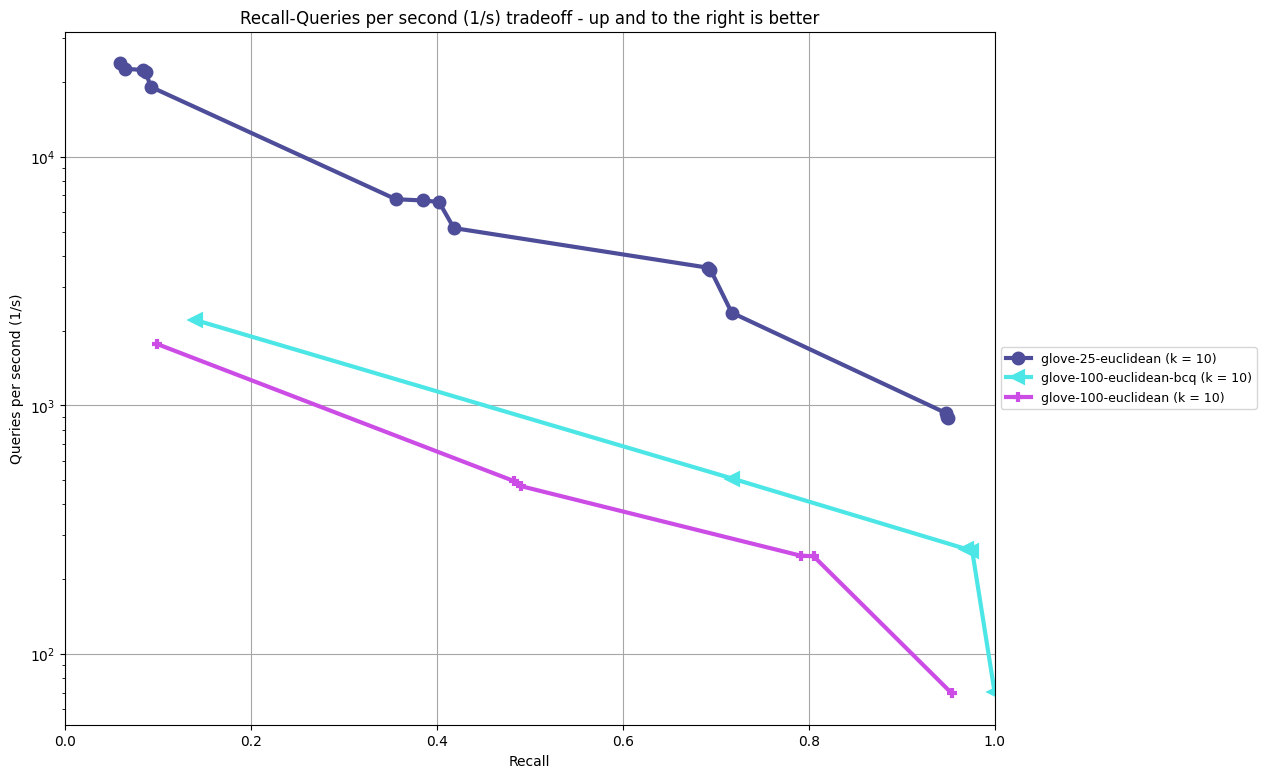 Recall-Queries per second (1/s) tradeoff - up and to the right is better
Queries per second (1/s)
10⁴
10³
10²
0.0 0.2 0.4 0.6 0.8 1.0
Recall
glove-25-euclidean (k = 10)
glove-100-euclidean-bcq (k = 10)
glove-100-euclidean (k = 10)